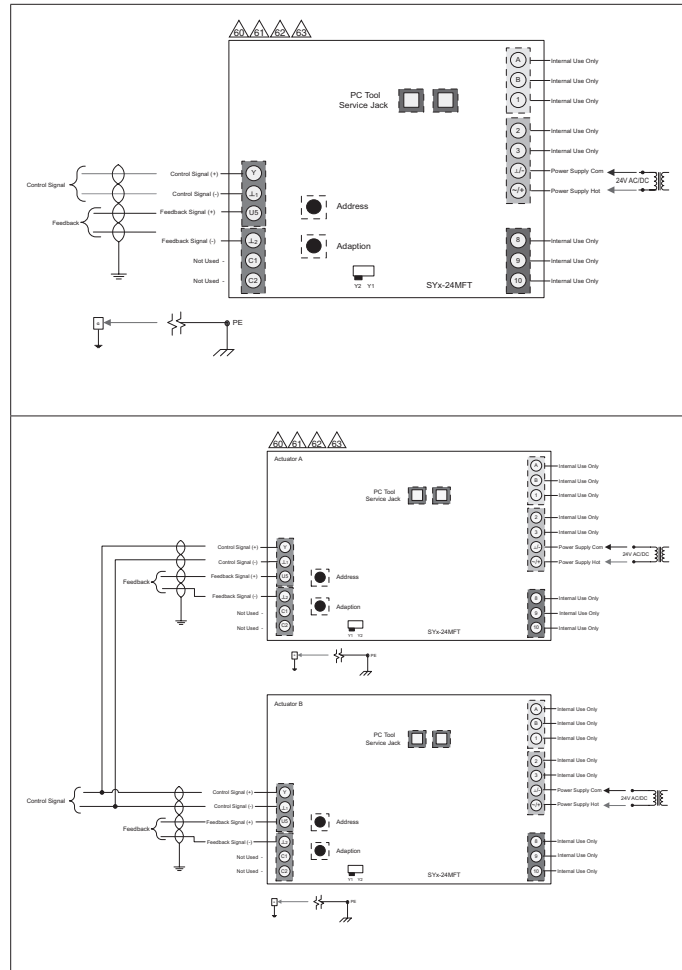 60 61 62 63
A Internal Use Only
B Internal Use Only
PC Tool
Service Jack
1 Internal Use Only
2 Internal Use Only
3 Internal Use Only
Control Signal (+) Y
⊥/- Power Supply Com
24V AC/DC
Control Signal
Control Signal (-) ⊥1
~/+ Power Supply Hot
Feedback Signal (+) U5
Address
Feedback
Feedback Signal (-) ⊥2
Adaption
8 Internal Use Only
Not Used - C1
9 Internal Use Only
Not Used - C2
Y2 Y1
SYx-24MFT
10 Internal Use Only
PE
60 61 62 63
Actuator A
A Internal Use Only
B Internal Use Only
PC Tool
Service Jack
1 Internal Use Only
2 Internal Use Only
3 Internal Use Only
Control Signal (+) Y
⊥/- Power Supply Com
24V AC/DC
Control Signal (-) ⊥1
~/+ Power Supply Hot
Feedback
Feedback Signal (+) U5
Address
Feedback Signal (-) ⊥2
8 Internal Use Only
Not Used - C1
Adaption
9 Internal Use Only
Not Used - C2
Y1 Y2
SYx-24MFT
10 Internal Use Only
PE
Actuator B
A Internal Use Only
B Internal Use Only
PC Tool
Service Jack
1 Internal Use Only
2 Internal Use Only
3 Internal Use Only
Control Signal (+) Y
⊥/- Power Supply Com
24V AC/DC
Control Signal
Control Signal (-) ⊥1
~/+ Power Supply Hot
Feedback
Feedback Signal (+) U5
Address
Feedback Signal (-) ⊥2
8 Internal Use Only
Not Used - C1
Adaption
9 Internal Use Only
Not Used - C2
Y1 Y2
SYx-24MFT
10 Internal Use Only
PE